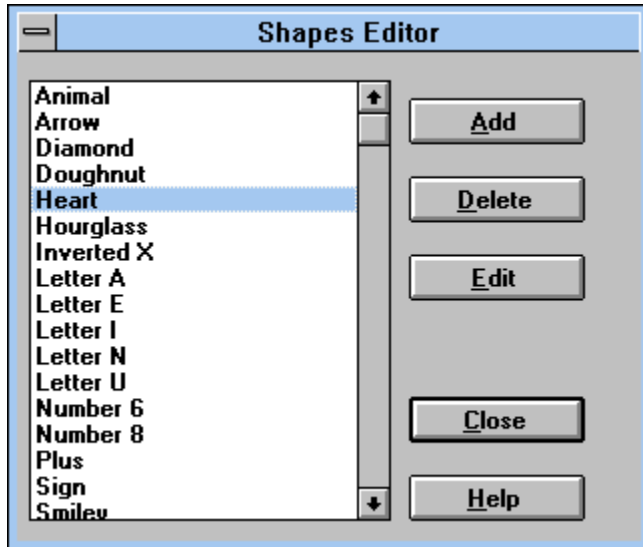 Shapes Editor
Animal
Arrow
Diamond
Doughnut
Heart
Hourglass
Inverted X
Letter A
Letter E
Letter I
Letter N
Letter U
Number 6
Number 8
Plus
Sign
Smiley
Add
Delete
Edit
Close
Help